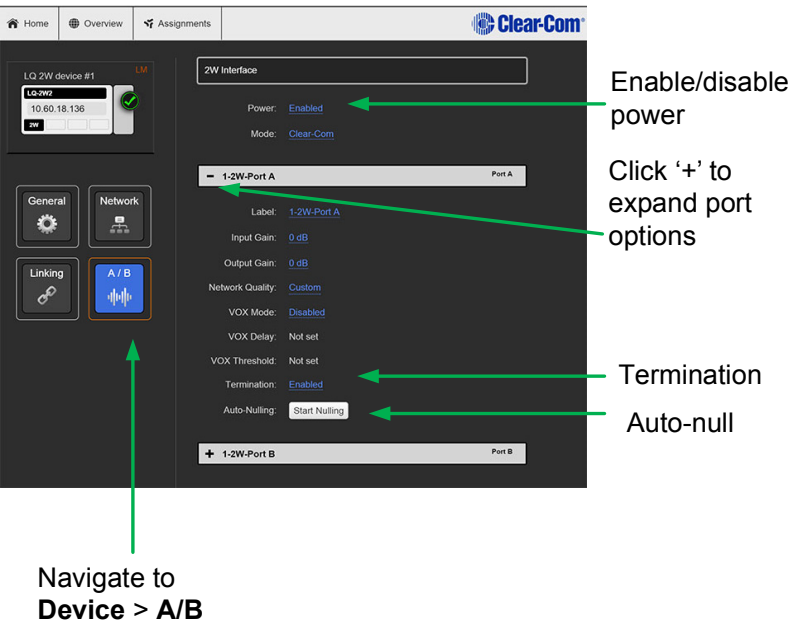 Home
Overview
Assignments
Clear-Com®
LQ 2W device #1
LM
LQ-2W2
10.60.18.136
2W
General
Network
Linking
A / B
2W Interface
Power: Enabled
Mode: Clear-Com
1-2W-Port A
Port A
Label: 1-2W-Port A
Input Gain: 0 dB
Output Gain: 0 dB
Network Quality: Custom
VOX Mode: Disabled
VOX Delay: Not set
VOX Threshold: Not set
Termination: Enabled
Auto-Nulling: Start Nulling
1-2W-Port B
Port B
Enable/disable
power
Click ‘+’ to
expand port
options
Termination
Auto-null
Navigate to
Device > A/B